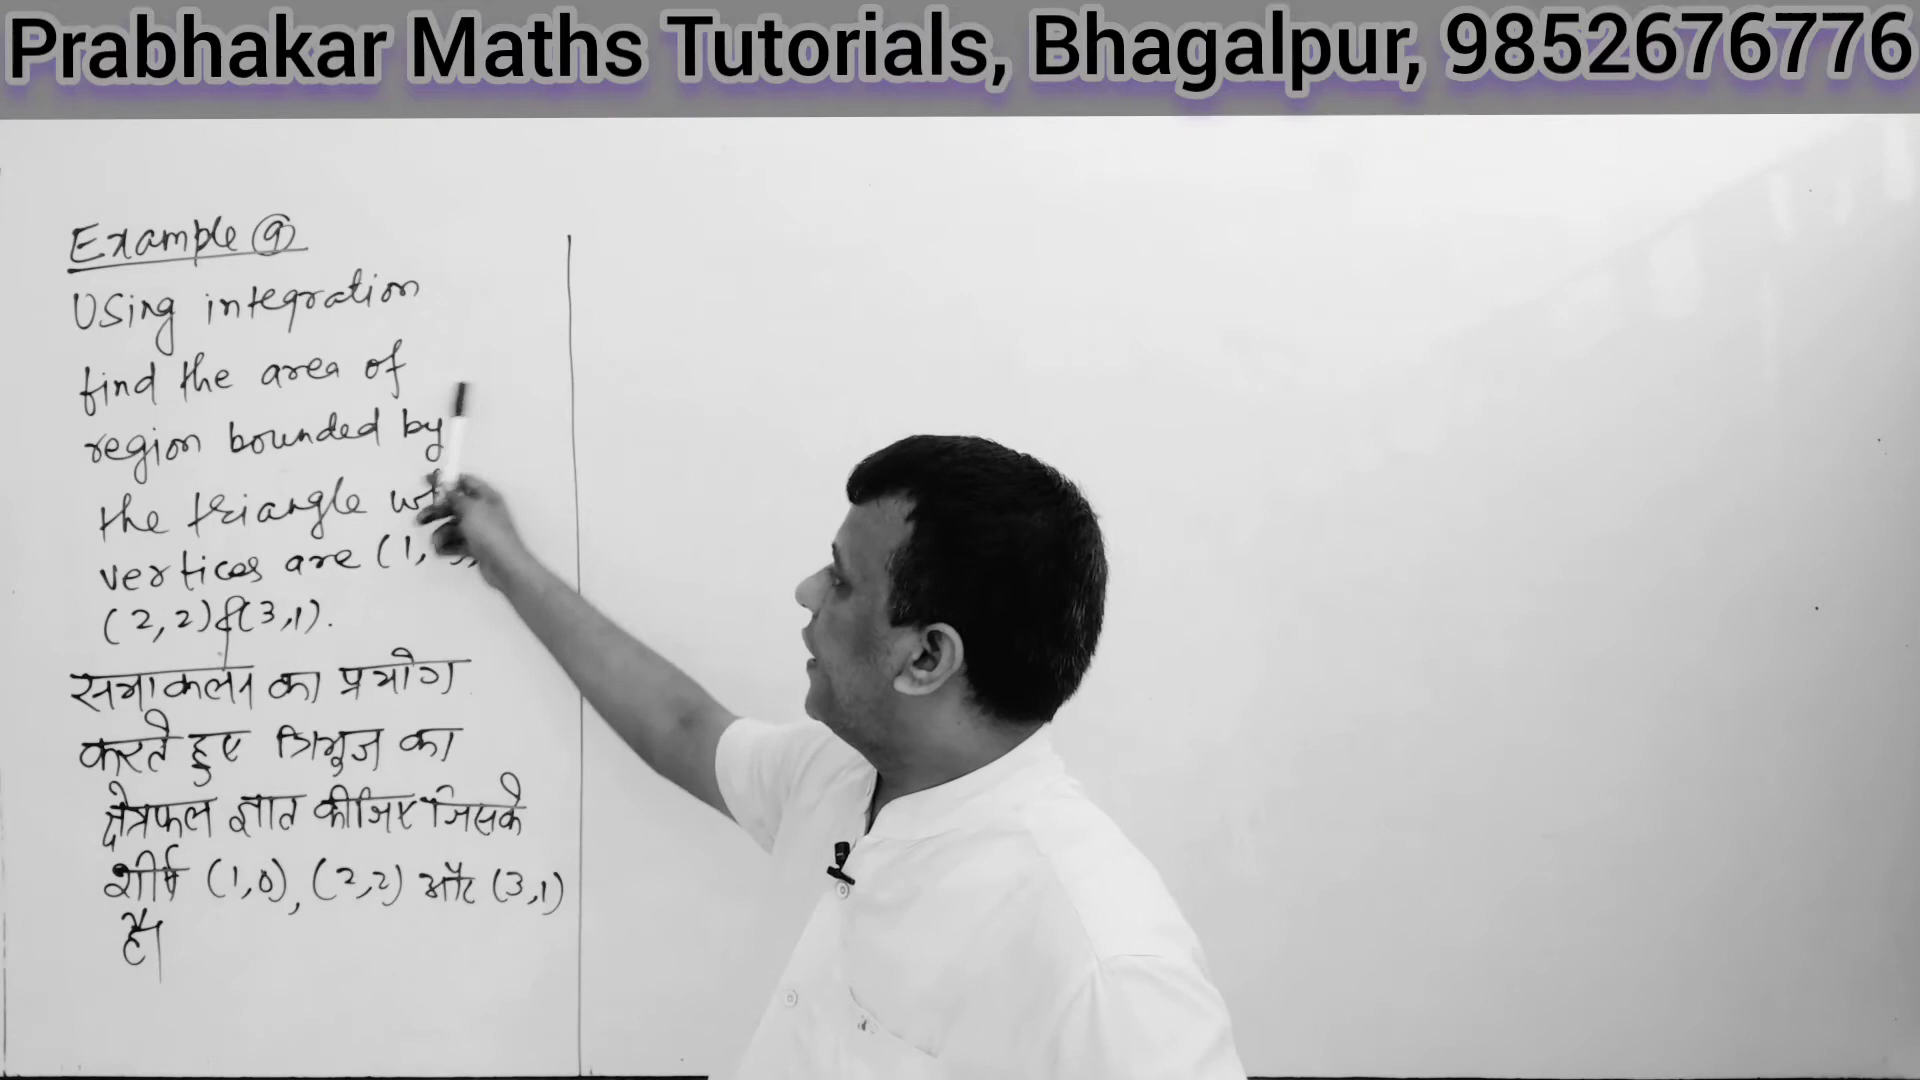 Prabhakar Maths Tutorials, Bhagalpur, 9852676776
Example 9
Using integration
find the area of
region bounded by
the triangle
vertices are (1,
(2,2) & (3,1).
समाकलन का प्रयोग
करते हुए त्रिभुज का
क्षेत्रफल ज्ञात कीजिए जिसके
शीर्ष (1,0), (2,2) और (3,1)
है।